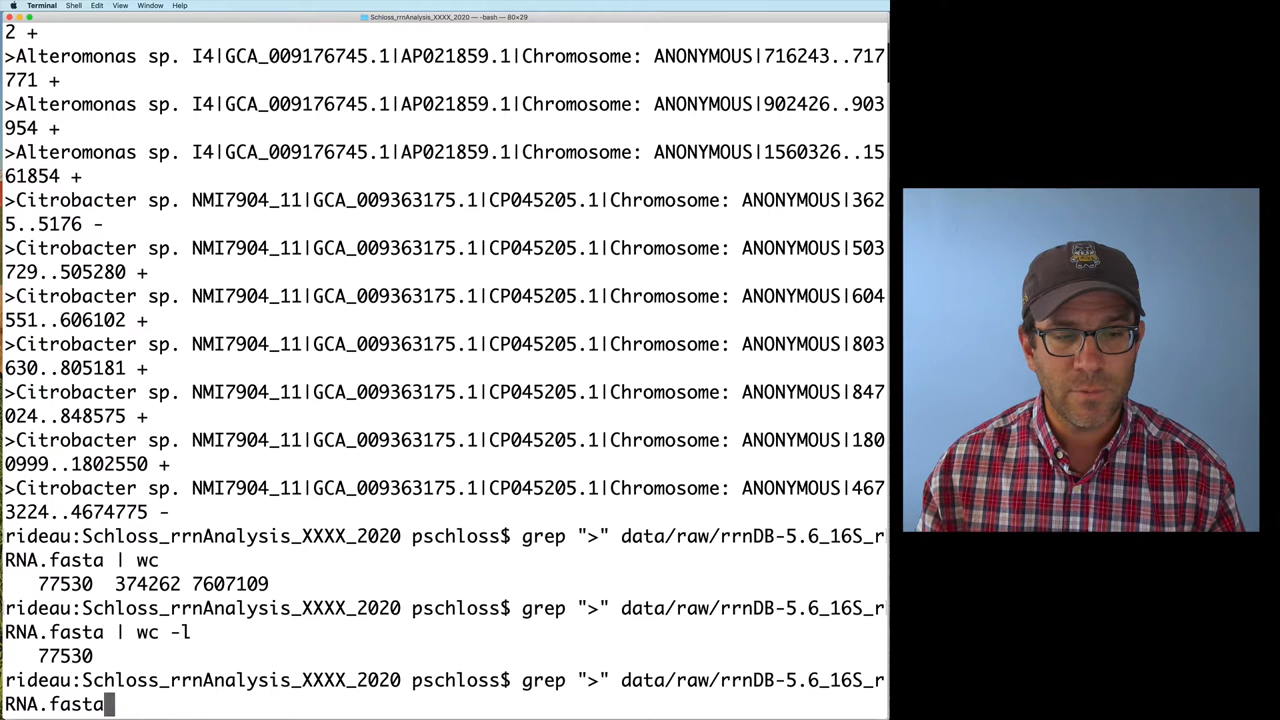 Terminal Shell Edit View Window Help
Schloss_rrnAnalysis_XXXX_2020 — -bash — 80×29
2 +
>Alteromonas sp. I4|GCA_009176745.1|AP021859.1|Chromosome: ANONYMOUS|716243..717
771 +
>Alteromonas sp. I4|GCA_009176745.1|AP021859.1|Chromosome: ANONYMOUS|902426..903
954 +
>Alteromonas sp. I4|GCA_009176745.1|AP021859.1|Chromosome: ANONYMOUS|1560326..15
61854 +
>Citrobacter sp. NMI7904_11|GCA_009363175.1|CP045205.1|Chromosome: ANONYMOUS|362
5..5176 -
>Citrobacter sp. NMI7904_11|GCA_009363175.1|CP045205.1|Chromosome: ANONYMOUS|503
729..505280 +
>Citrobacter sp. NMI7904_11|GCA_009363175.1|CP045205.1|Chromosome: ANONYMOUS|604
551..606102 +
>Citrobacter sp. NMI7904_11|GCA_009363175.1|CP045205.1|Chromosome: ANONYMOUS|803
630..805181 +
>Citrobacter sp. NMI7904_11|GCA_009363175.1|CP045205.1|Chromosome: ANONYMOUS|847
024..848575 +
>Citrobacter sp. NMI7904_11|GCA_009363175.1|CP045205.1|Chromosome: ANONYMOUS|180
0999..1802550 +
>Citrobacter sp. NMI7904_11|GCA_009363175.1|CP045205.1|Chromosome: ANONYMOUS|467
3224..4674775 -
rideau:Schloss_rrnAnalysis_XXXX_2020 pschloss$ grep ">" data/raw/rrnDB-5.6_16S_r
RNA.fasta | wc
77530 374262 7607109
rideau:Schloss_rrnAnalysis_XXXX_2020 pschloss$ grep ">" data/raw/rrnDB-5.6_16S_r
RNA.fasta | wc -l
77530
rideau:Schloss_rrnAnalysis_XXXX_2020 pschloss$ grep ">" data/raw/rrnDB-5.6_16S_r
RNA.fasta